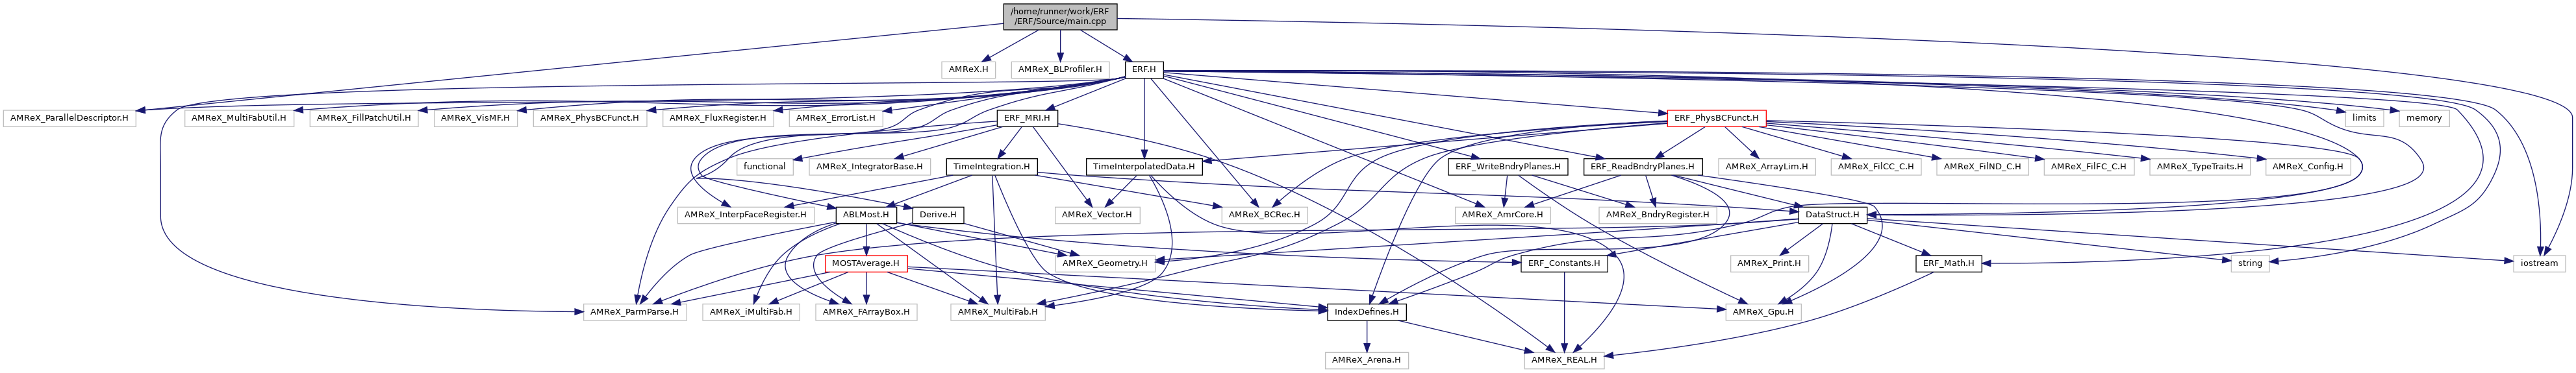 /home/runner/work/ERF
/ERF/Source/main.cpp
AMReX.H
AMReX_BLProfiler.H
ERF.H
AMReX_ParallelDescriptor.H
AMReX_MultiFabUtil.H
AMReX_FillPatchUtil.H
AMReX_VisMF.H
AMReX_PhysBCFunct.H
AMReX_FluxRegister.H
AMReX_ErrorList.H
ERF_MRI.H
ERF_PhysBCFunct.H
limits
memory
functional
AMReX_IntegratorBase.H
TimeIntegration.H
TimeInterpolatedData.H
ERF_WriteBndryPlanes.H
ERF_ReadBndryPlanes.H
AMReX_ArrayLim.H
AMReX_FilCC_C.H
AMReX_FilND_C.H
AMReX_FilFC_C.H
AMReX_TypeTraits.H
AMReX_Config.H
AMReX_InterpFaceRegister.H
ABLMost.H
Derive.H
AMReX_Vector.H
AMReX_BCRec.H
AMReX_AmrCore.H
AMReX_BndryRegister.H
DataStruct.H
MOSTAverage.H
AMReX_Geometry.H
ERF_Constants.H
AMReX_Print.H
ERF_Math.H
string
iostream
AMReX_ParmParse.H
AMReX_iMultiFab.H
AMReX_FArrayBox.H
AMReX_MultiFab.H
IndexDefines.H
AMReX_Gpu.H
AMReX_Arena.H
AMReX_REAL.H